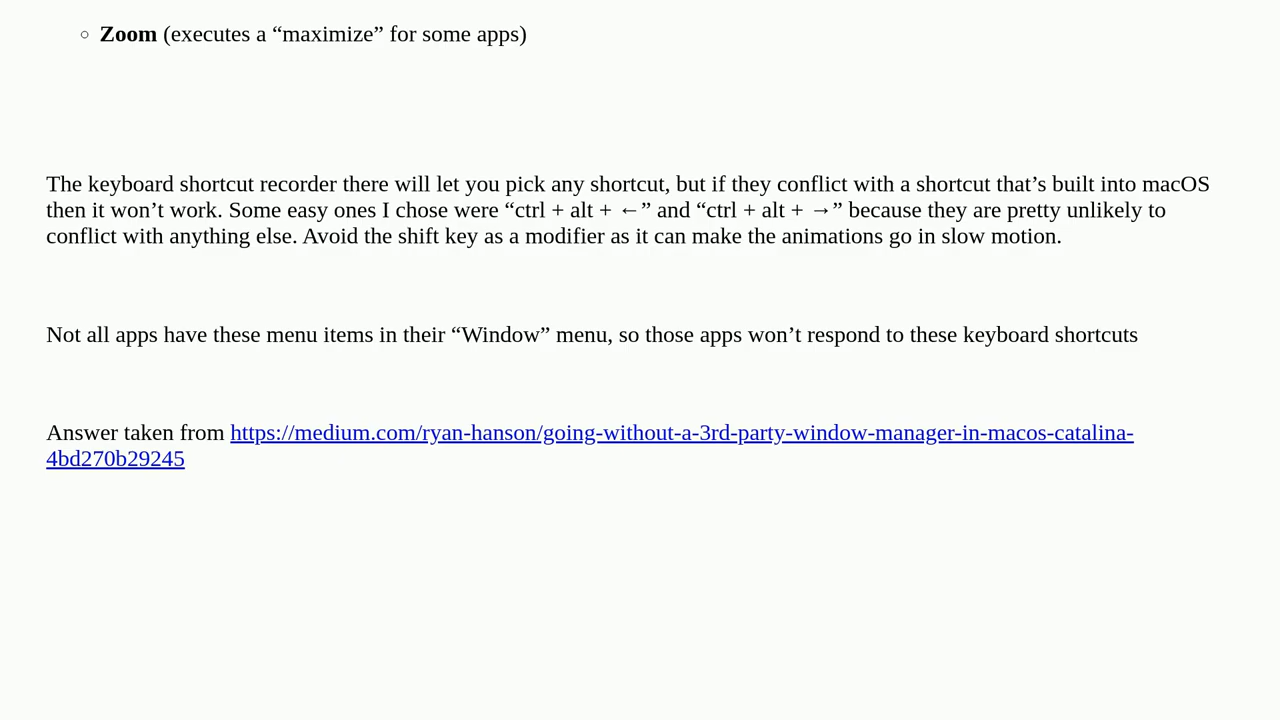 ◦ Zoom (executes a “maximize” for some apps)
The keyboard shortcut recorder there will let you pick any shortcut, but if they conflict with a shortcut that’s built into macOS
then it won’t work. Some easy ones I chose were “ctrl + alt + ←” and “ctrl + alt + →” because they are pretty unlikely to
conflict with anything else. Avoid the shift key as a modifier as it can make the animations go in slow motion.
Not all apps have these menu items in their “Window” menu, so those apps won’t respond to these keyboard shortcuts
Answer taken from https://medium.com/ryan-hanson/going-without-a-3rd-party-window-manager-in-macos-catalina-
4bd270b29245